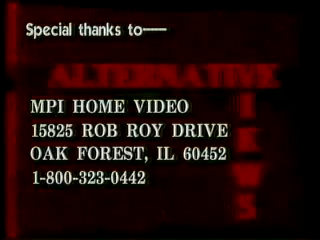 Special thanks to----
ALTERNATIVE
VIEWS
MPI HOME VIDEO
15825 ROB ROY DRIVE
OAK FOREST, IL 60452
1-800-323-0442